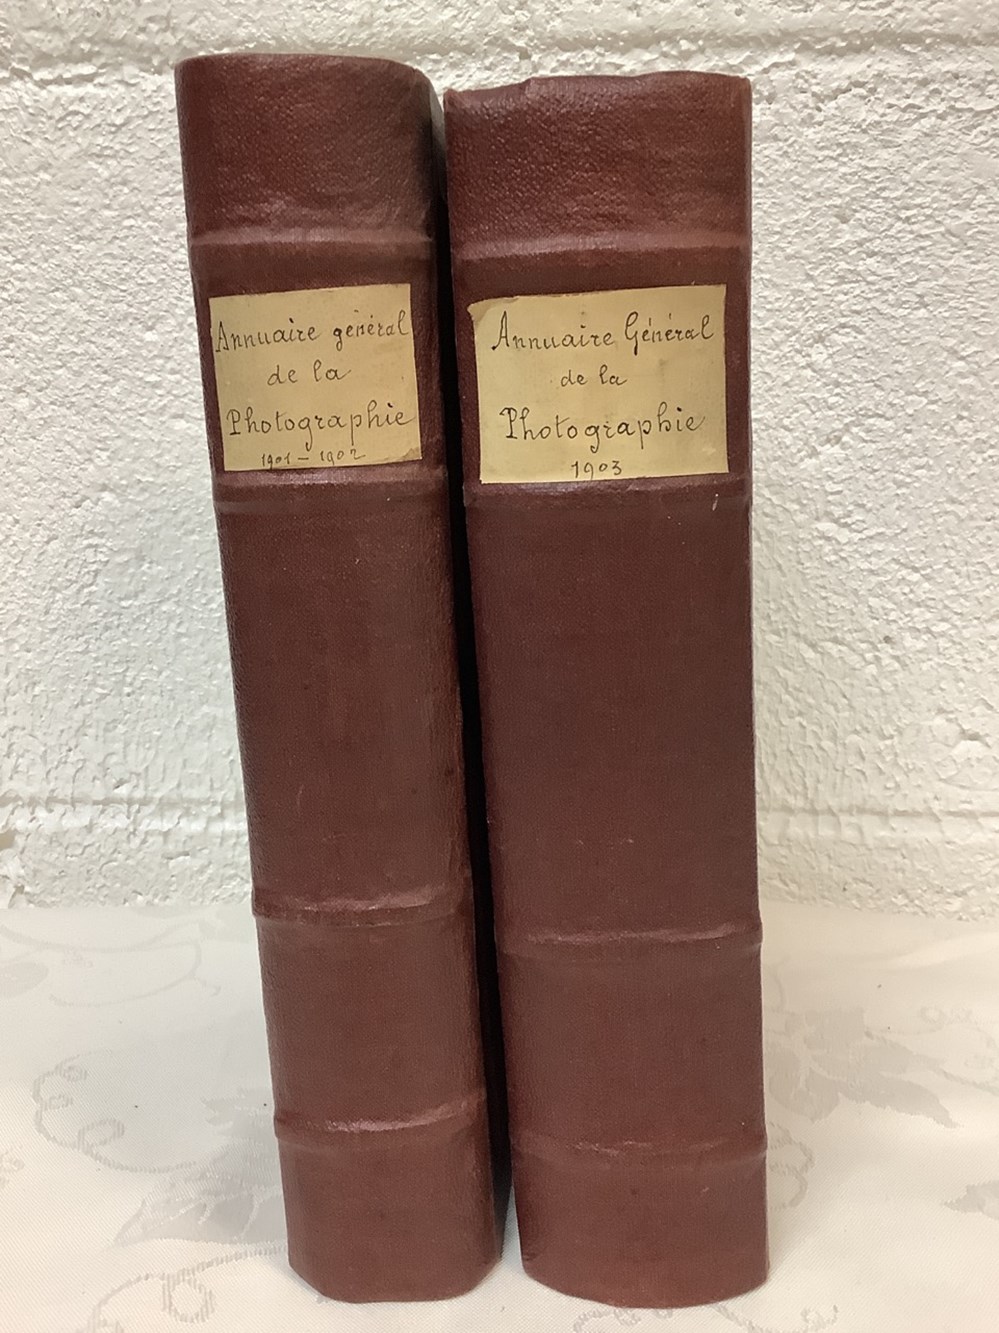 Annuaire général
de la
Photographie
1901 - 1902
Annuaire Général
de la
Photographie
1903